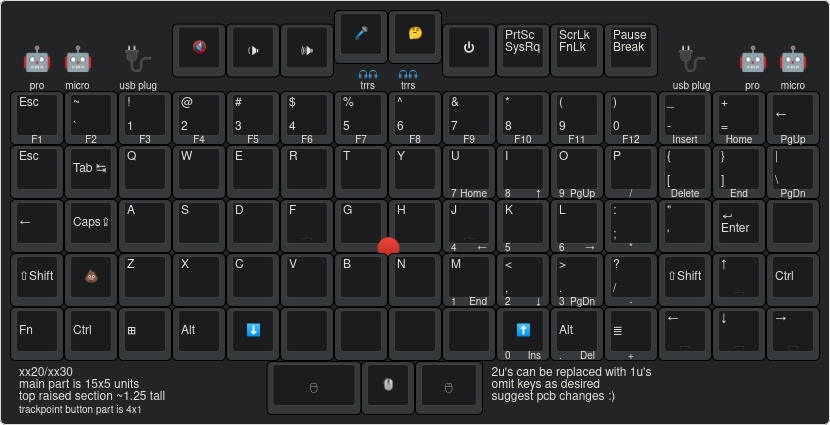 PrtSc ScrLk Pause
SysRq FnLk Break
pro micro usb plug trrs trrs usb plug pro micro
Esc ~ ! @ # $ % ^ & * ( ) _ + ←
` 1 2 3 4 5 6 7 8 9 0 - =
F1 F2 F3 F4 F5 F6 F7 F8 F9 F10 F11 F12 Insert Home PgUp
Esc Tab ↹ Q W E R T Y U I O P { } |
[ ] \
7 Home 8 ↑ 9 PgUp / Delete End PgDn
← Caps⇪ A S D F G H J K L : " ↵
; ' Enter
4 ← 5 6 → *
⇧Shift Z X C V B N M < > ? ⇧Shift ↑ Ctrl
, . /
1 End 2 ↓ 3 PgDn -
Fn Ctrl ⊞ Alt Alt ≣ ← ↓ →
0 Ins . Del +
xx20/xx30
main part is 15x5 units
top raised section ~1.25 tall
trackpoint button part is 4x1
2u's can be replaced with 1u's
omit keys as desired
suggest pcb changes :)